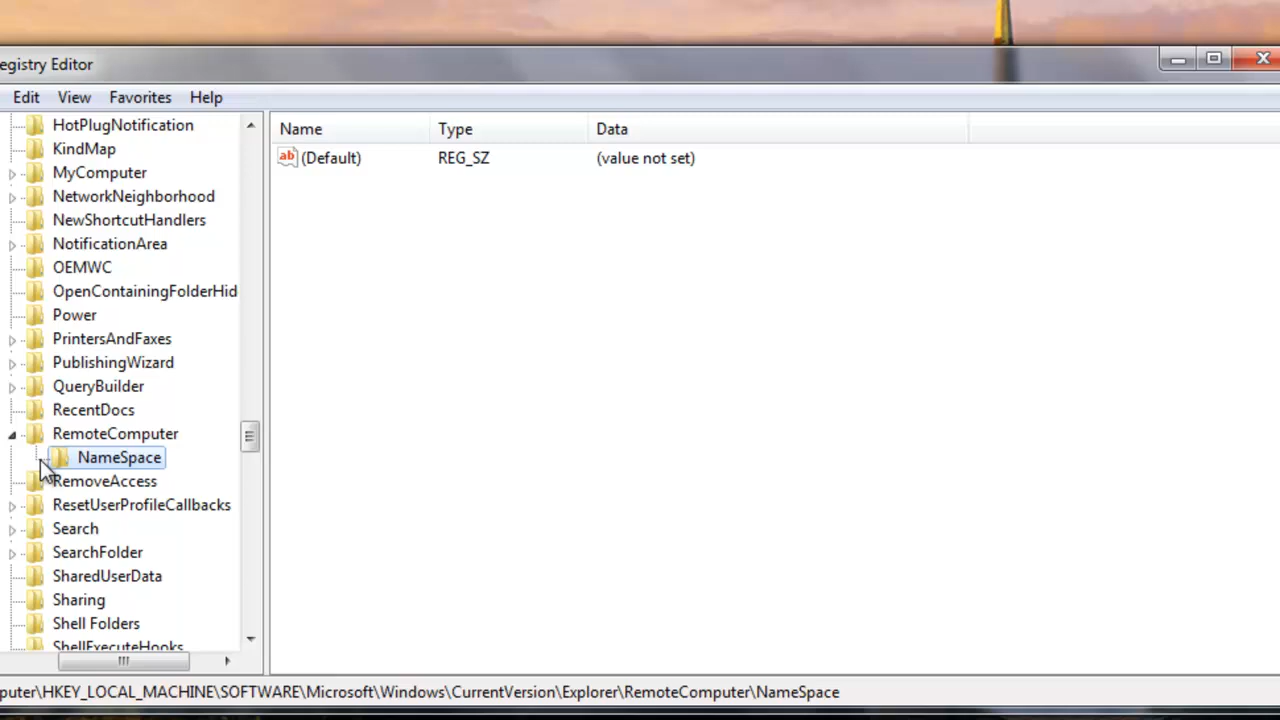 egistry Editor
Edit View Favorites Help
Name Type Data
ab (Default) REG_SZ (value not set)
HotPlugNotification
KindMap
MyComputer
NetworkNeighborhood
NewShortcutHandlers
NotificationArea
OEMWC
OpenContainingFolderHid
Power
PrintersAndFaxes
PublishingWizard
QueryBuilder
RecentDocs
RemoteComputer
NameSpace
RemoveAccess
ResetUserProfileCallbacks
Search
SearchFolder
SharedUserData
Sharing
Shell Folders
ShellExecuteHooks
puter\HKEY_LOCAL_MACHINE\SOFTWARE\Microsoft\Windows\CurrentVersion\Explorer\RemoteComputer\NameSpace